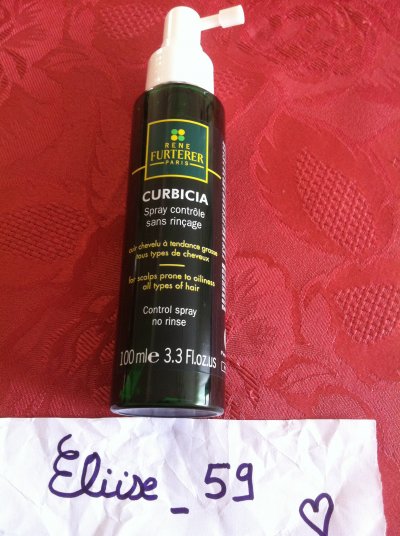 RENE
FURTERER
PARIS
CURBICIA
Spray contrôle
sans rinçage
cuir chevelu à tendance grasse
tous types de cheveux
for scalps prone to oiliness
all types of hair
Control spray
no rinse
100 ml e 3.3 Fl.oz.us
Eliise_59